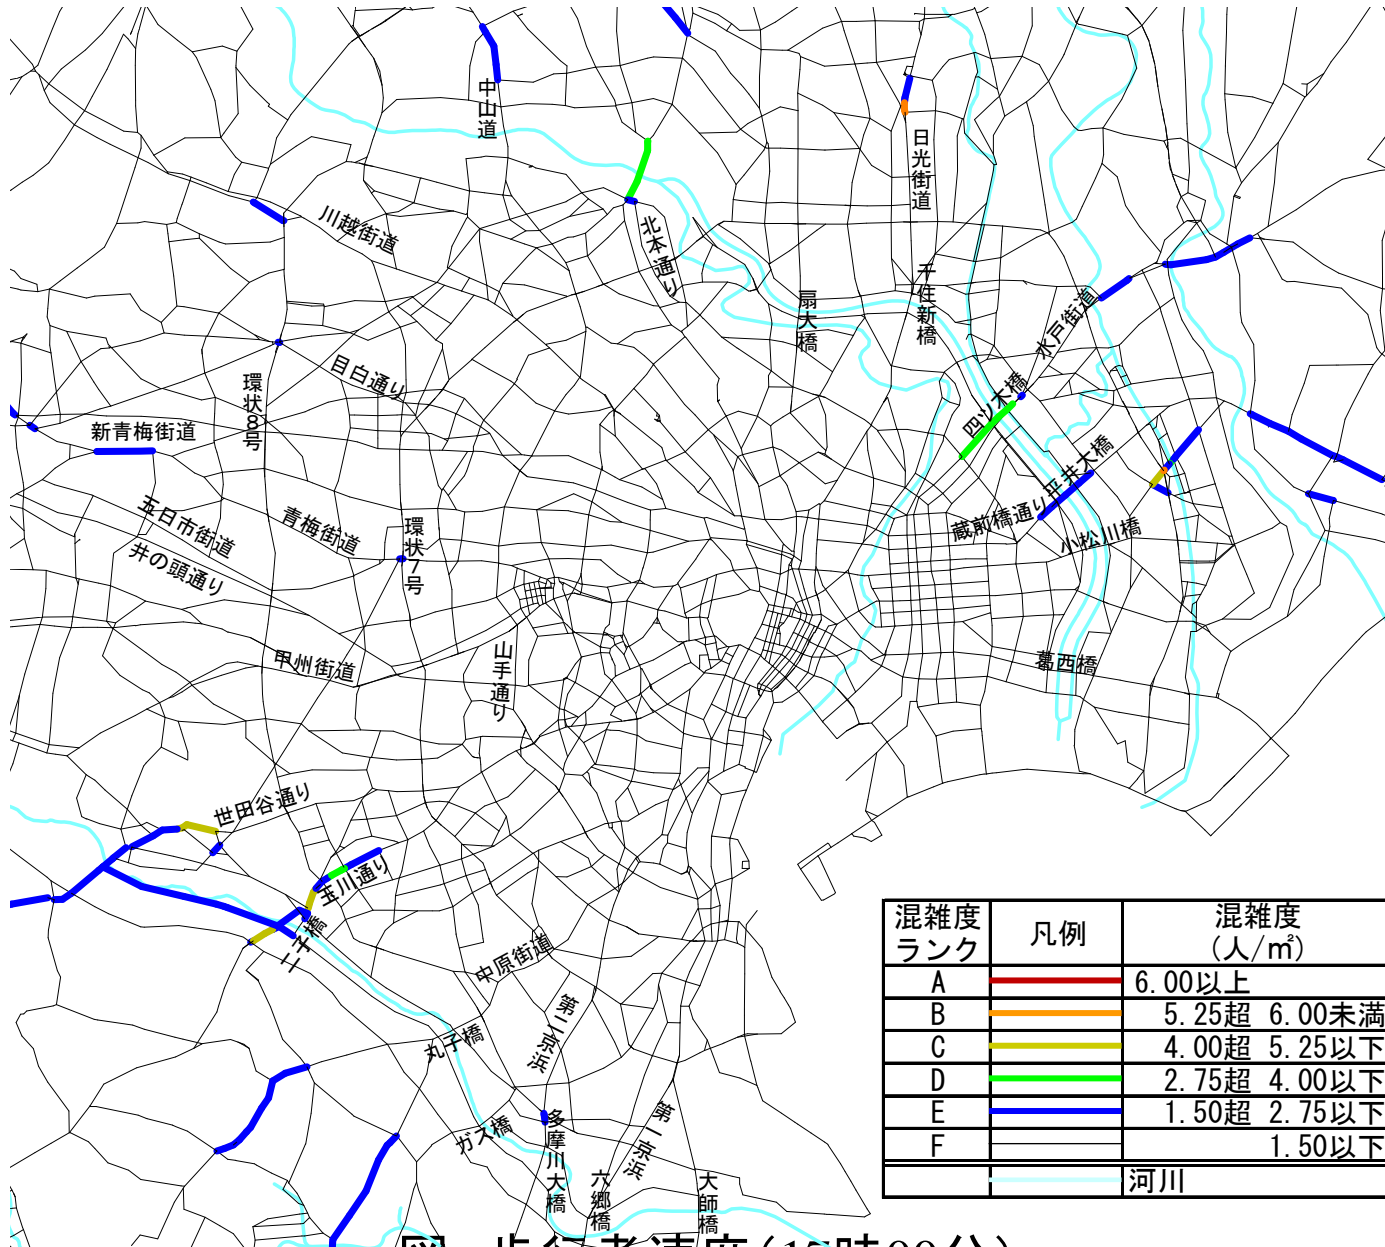 中山道
日光街道
川越街道
北本通り
扇大橋
千住新橋
水戸街道
目白通り
環状8号
四ツ木橋
新青梅街道
平井大橋
五日市街道
青梅街道
環状7号
蔵前橋通り
小松川橋
井の頭通り
甲州街道
山手通り
葛西橋
世田谷通り
玉川通り
二子橋
中原街道
第二京浜
丸子橋
ガス橋
多摩川大橋
第一京浜
六郷橋
大師橋
混雑度ランク 凡例 混雑度(人/㎡)
A 6.00以上
B 5.25超 6.00未満
C 4.00超 5.25以下
D 2.75超 4.00以下
E 1.50超 2.75以下
F 1.50以下
河川